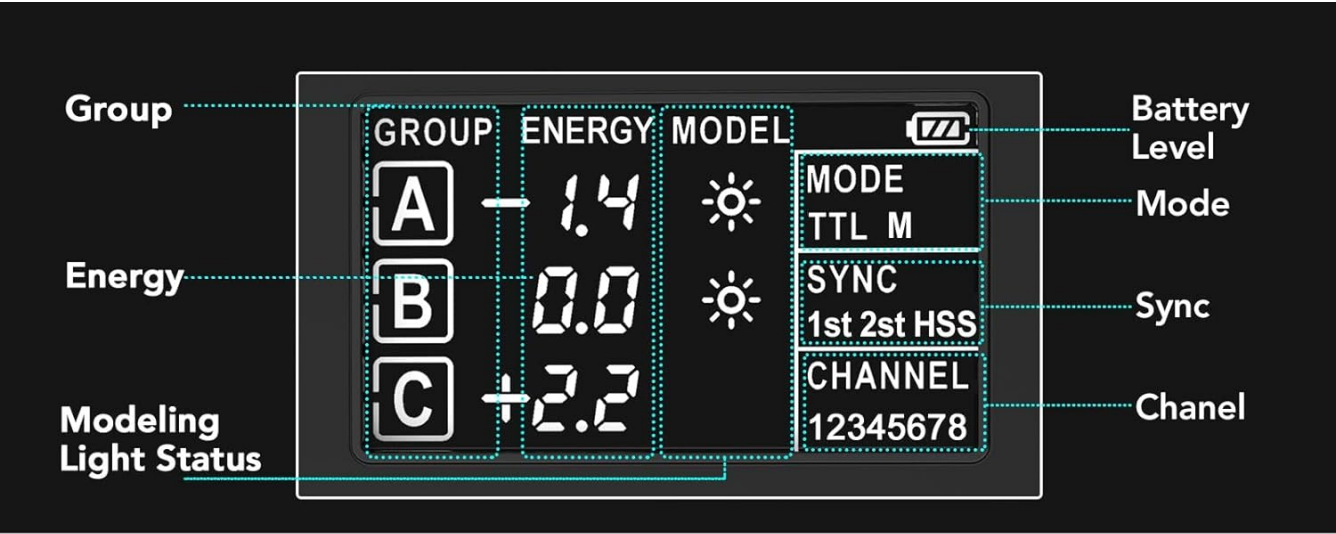 Group
Energy
Modeling
Light Status
GROUP ENERGY MODEL
A -1.4
B 0.0
C +2.2
MODE
TTL M
SYNC
1st 2st HSS
CHANNEL
12345678
Battery
Level
Mode
Sync
Chanel